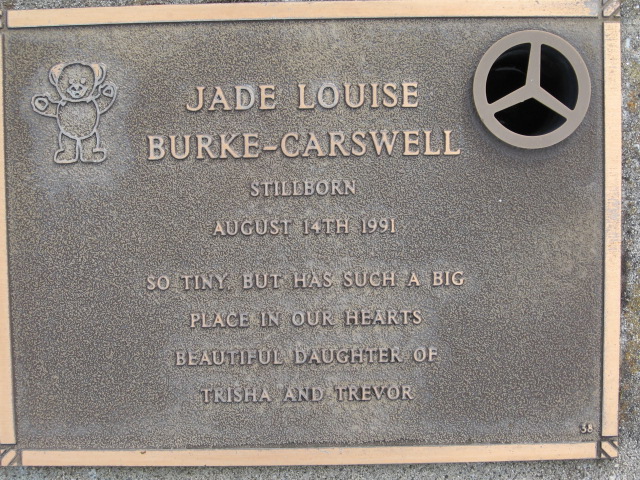 JADE LOUISE
BURKE-CARSWELL
STILLBORN
AUGUST 14TH 1991
SO TINY, BUT HAS SUCH A BIG
PLACE IN OUR HEARTS
BEAUTIFUL DAUGHTER OF
TRISHA AND TREVOR
38